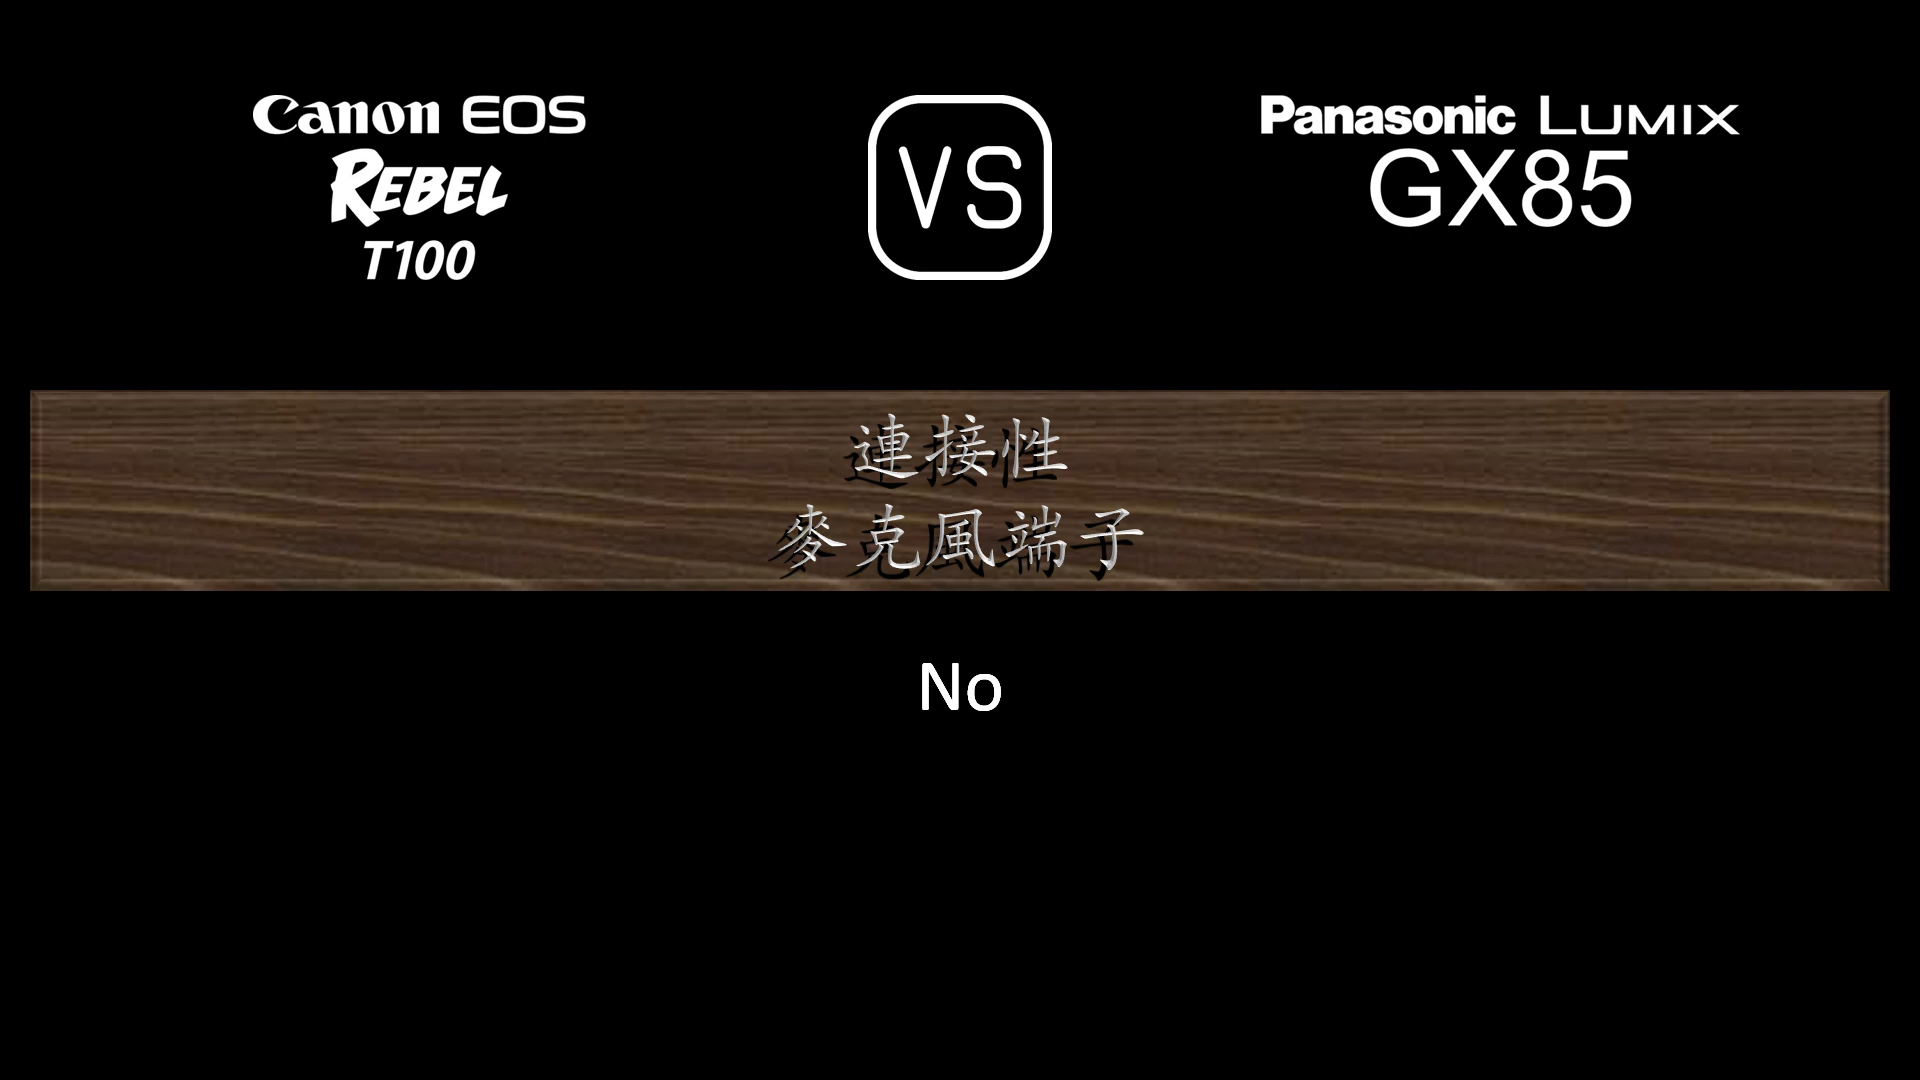 Canon EOS
REBEL
T100
VS
Panasonic LUMIX
GX85
連接性
麥克風端子
No